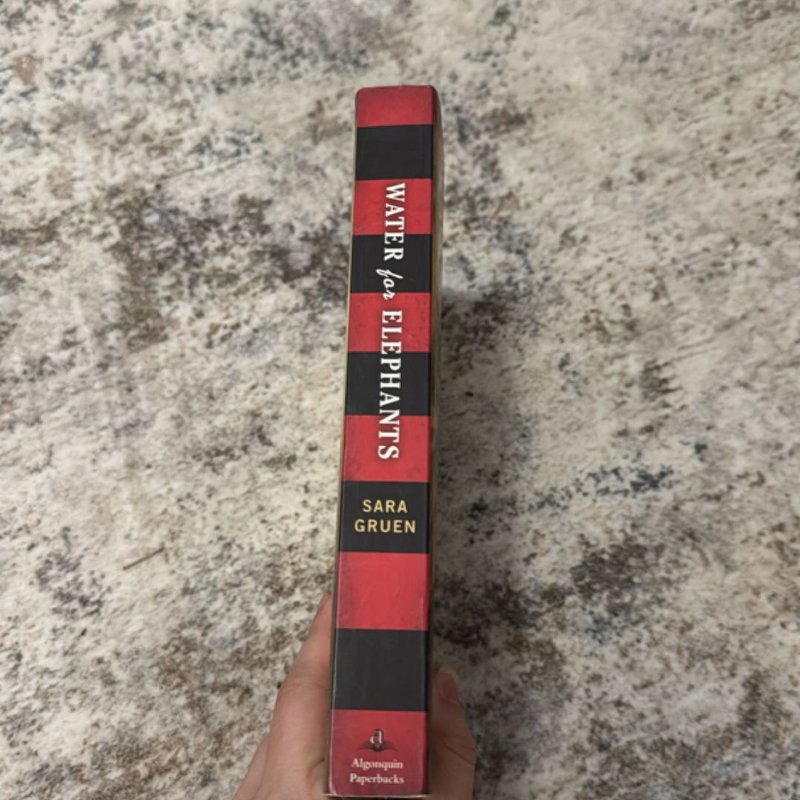 WATER for ELEPHANTS
SARA
GRUEN
Algonquin
Paperbacks